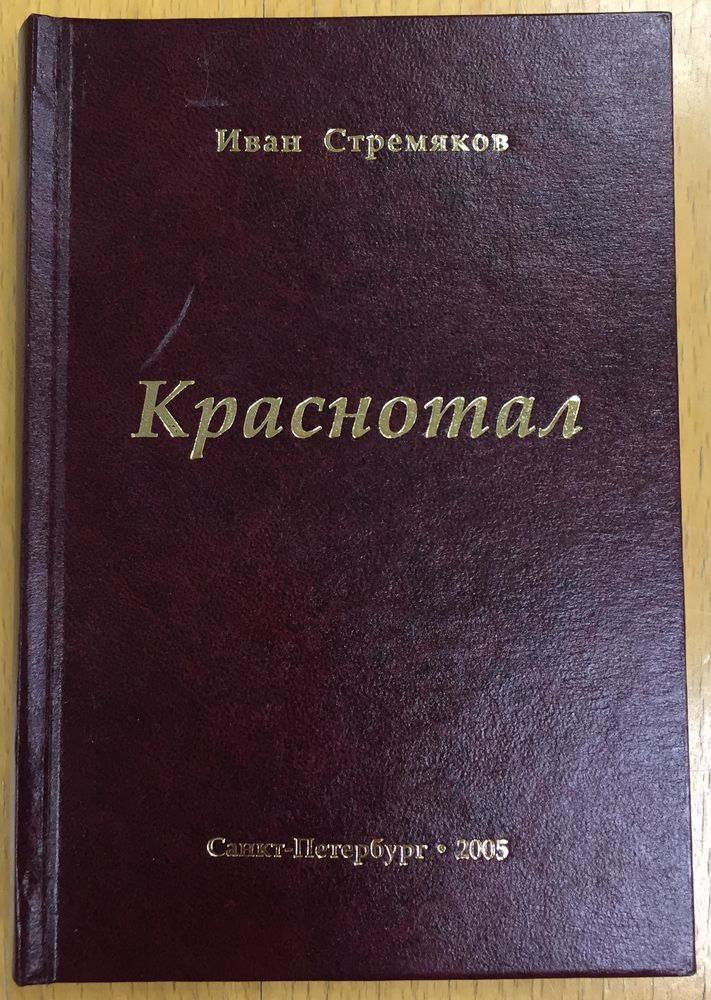 Иван Стремяков
Краснотал
Санкт-Петербург • 2005